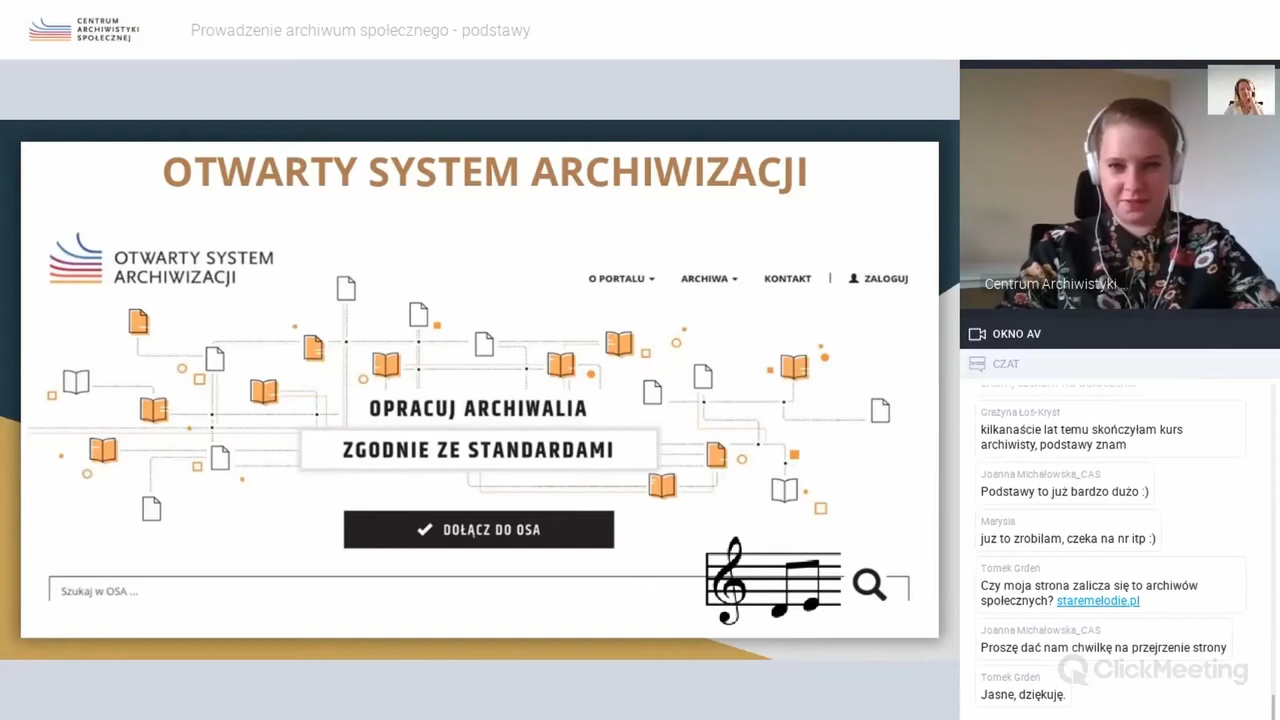 CENTRUM
ARCHIWISTYKI
SPOŁECZNEJ
Prowadzenie archiwum społecznego - podstawy
OTWARTY SYSTEM ARCHIWIZACJI
OTWARTY SYSTEM
ARCHIWIZACJI
O PORTALU
ARCHIWA
KONTAKT
ZALOGUJ
OPRACUJ ARCHIWALIA
ZGODNIE ZE STANDARDAMI
DOŁĄCZ DO OSA
Szukaj w OSA ...
Centrum Archiwistyki ...
OKNO AV
CZAT
Grażyna Łoś-Kryst
kilkanaście lat temu skończyłam kurs
archiwisty, podstawy znam
Joanna Michałowska_CAS
Podstawy to już bardzo dużo :)
Marysia
juz to zrobilam, czeka na nr itp :)
Tomek Grdeń
Czy moja strona zalicza się to archiwów
społecznych? staremelodie.pl
Joanna Michałowska_CAS
Proszę dać nam chwilkę na przejrzenie strony
ClickMeeting
Tomek Grdeń
Jasne, dziękuję.